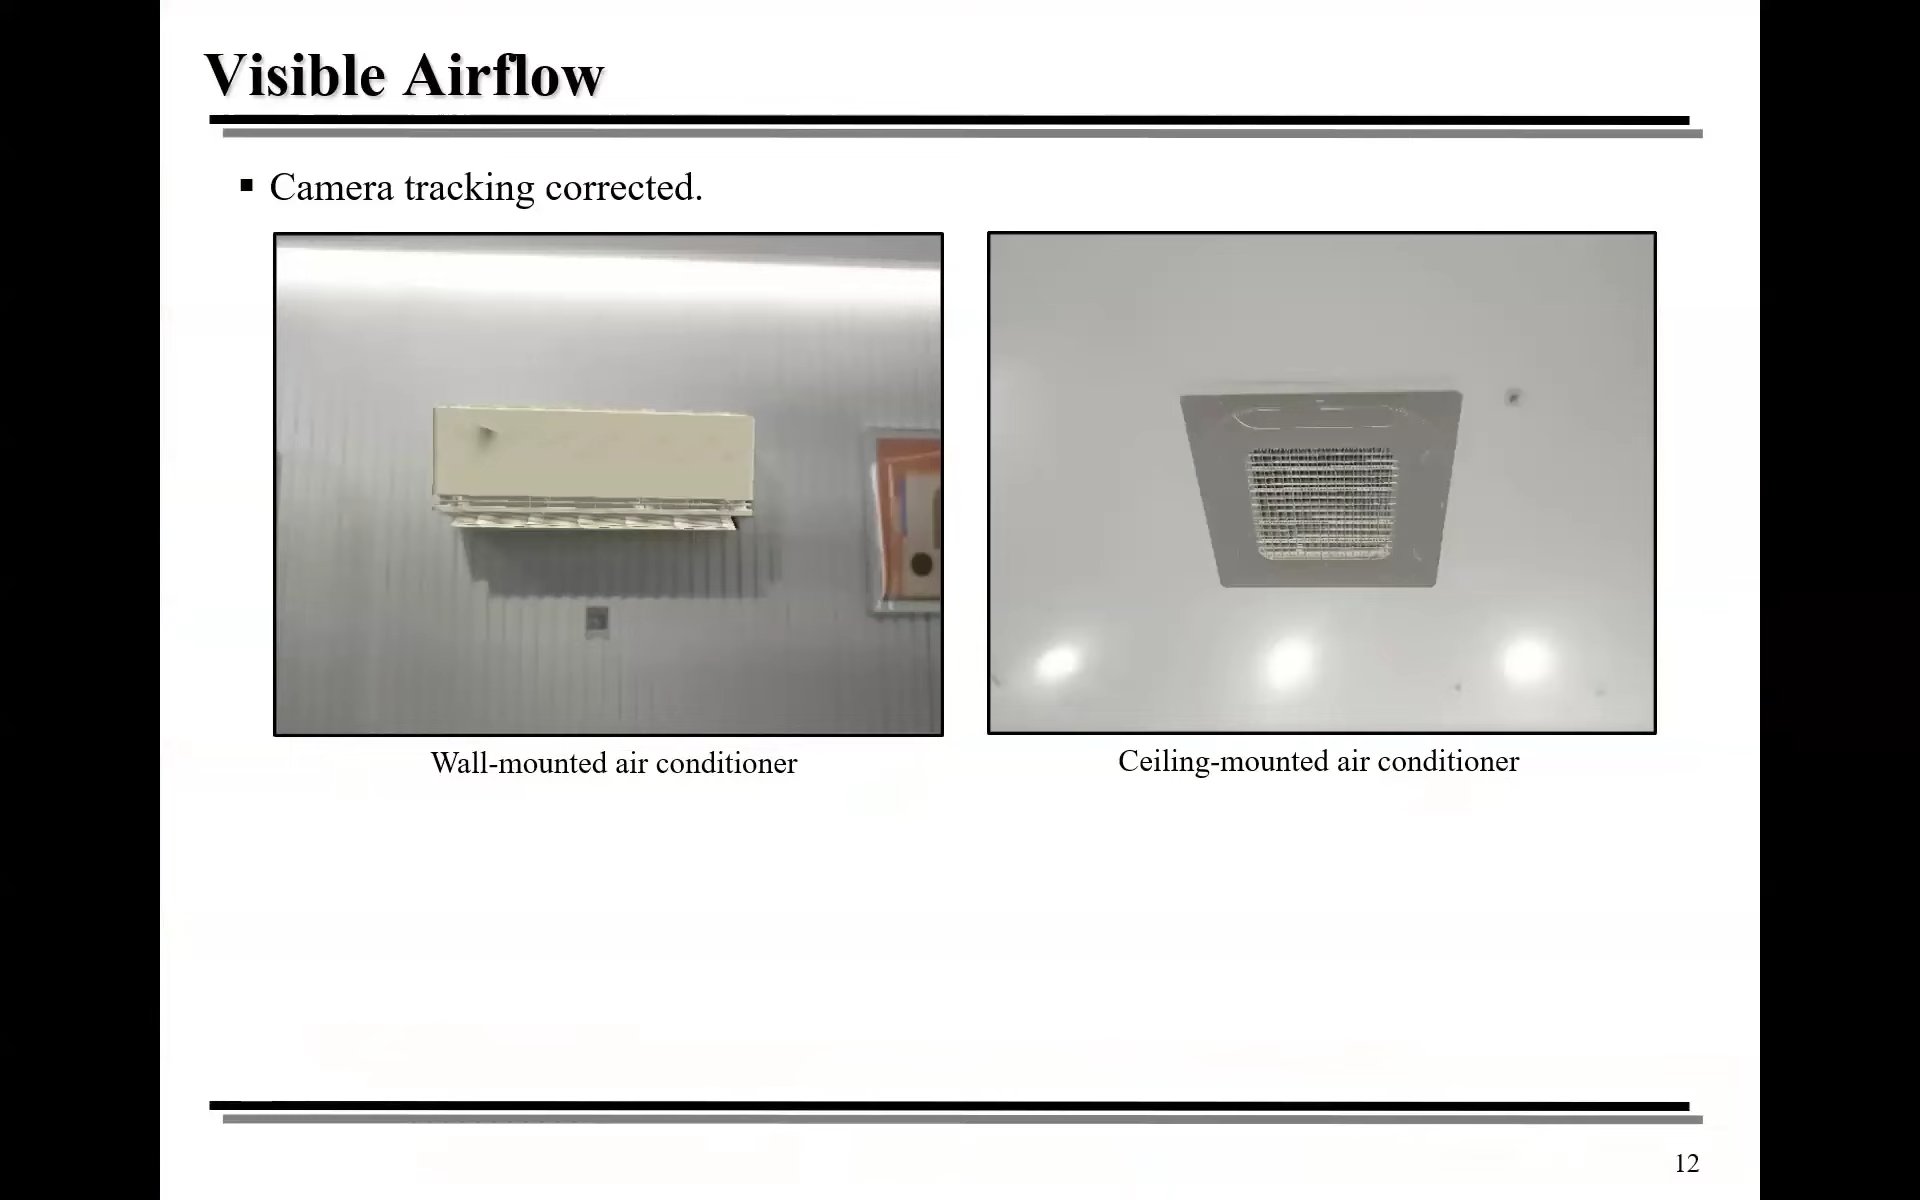 Visible Airflow
▪ Camera tracking corrected.
Wall-mounted air conditioner
Ceiling-mounted air conditioner
12